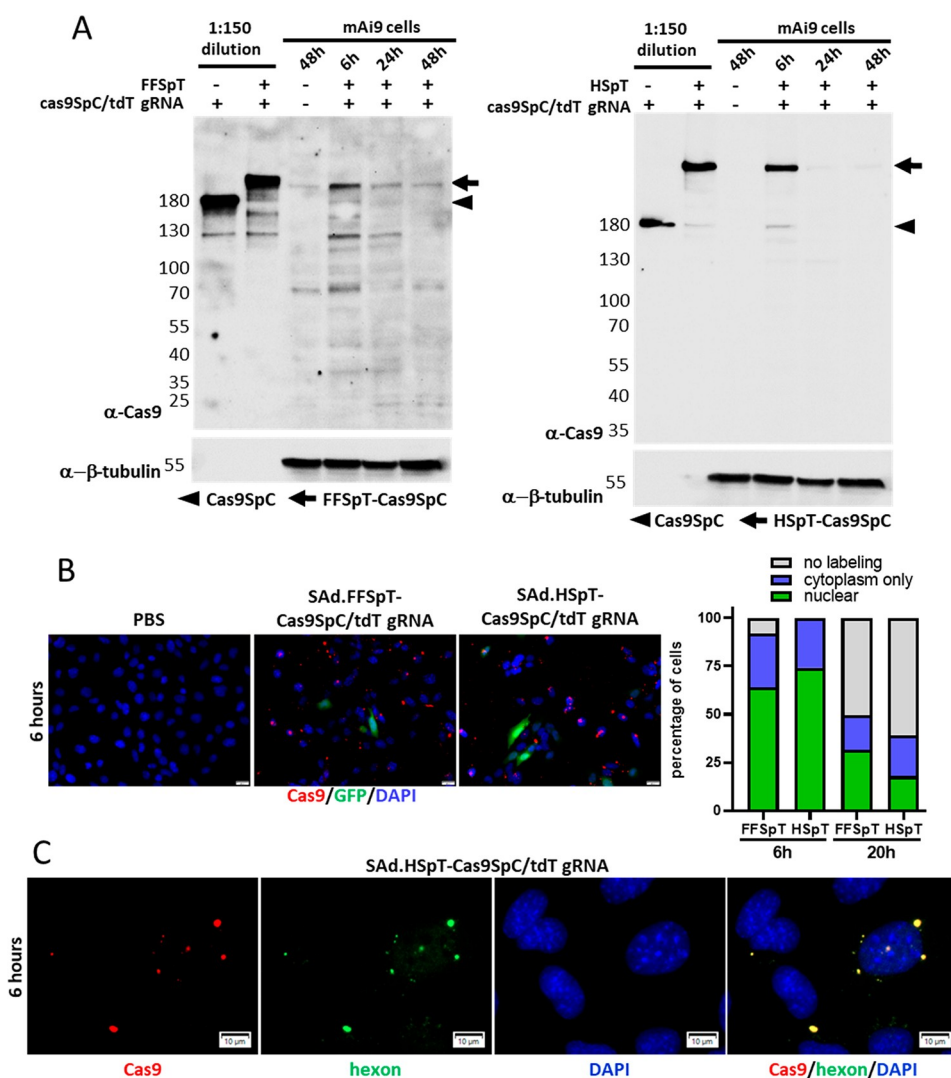 A
1:150
dilution
mAi9 cells
48h 6h 24h 48h
FFSpT - + - + + +
cas9SpC/tdT gRNA + + - + + +
180
130
100
70
55
40
35
25
α-Cas9
α–β-tubulin 55
Cas9SpC FFSpT-Cas9SpC
1:150
dilution
mAi9 cells
48h 6h 24h 48h
HSpT - + - + + +
cas9SpC/tdT gRNA + + - + + +
180
130
100
70
55
40
35
α-Cas9
α–β-tubulin 55
Cas9SpC HSpT-Cas9SpC
B
PBS
SAd.FFSpT-
Cas9SpC/tdT gRNA
SAd.HSpT-
Cas9SpC/tdT gRNA
6 hours
Cas9/GFP/DAPI
no labeling
cytoplasm only
nuclear
percentage of cells
100
75
50
25
0
FFSpT HSpT FFSpT HSpT
6h 20h
C
SAd.HSpT-Cas9SpC/tdT gRNA
6 hours
10 µm 10 µm 10 µm 10 µm
Cas9 hexon DAPI Cas9/hexon/DAPI